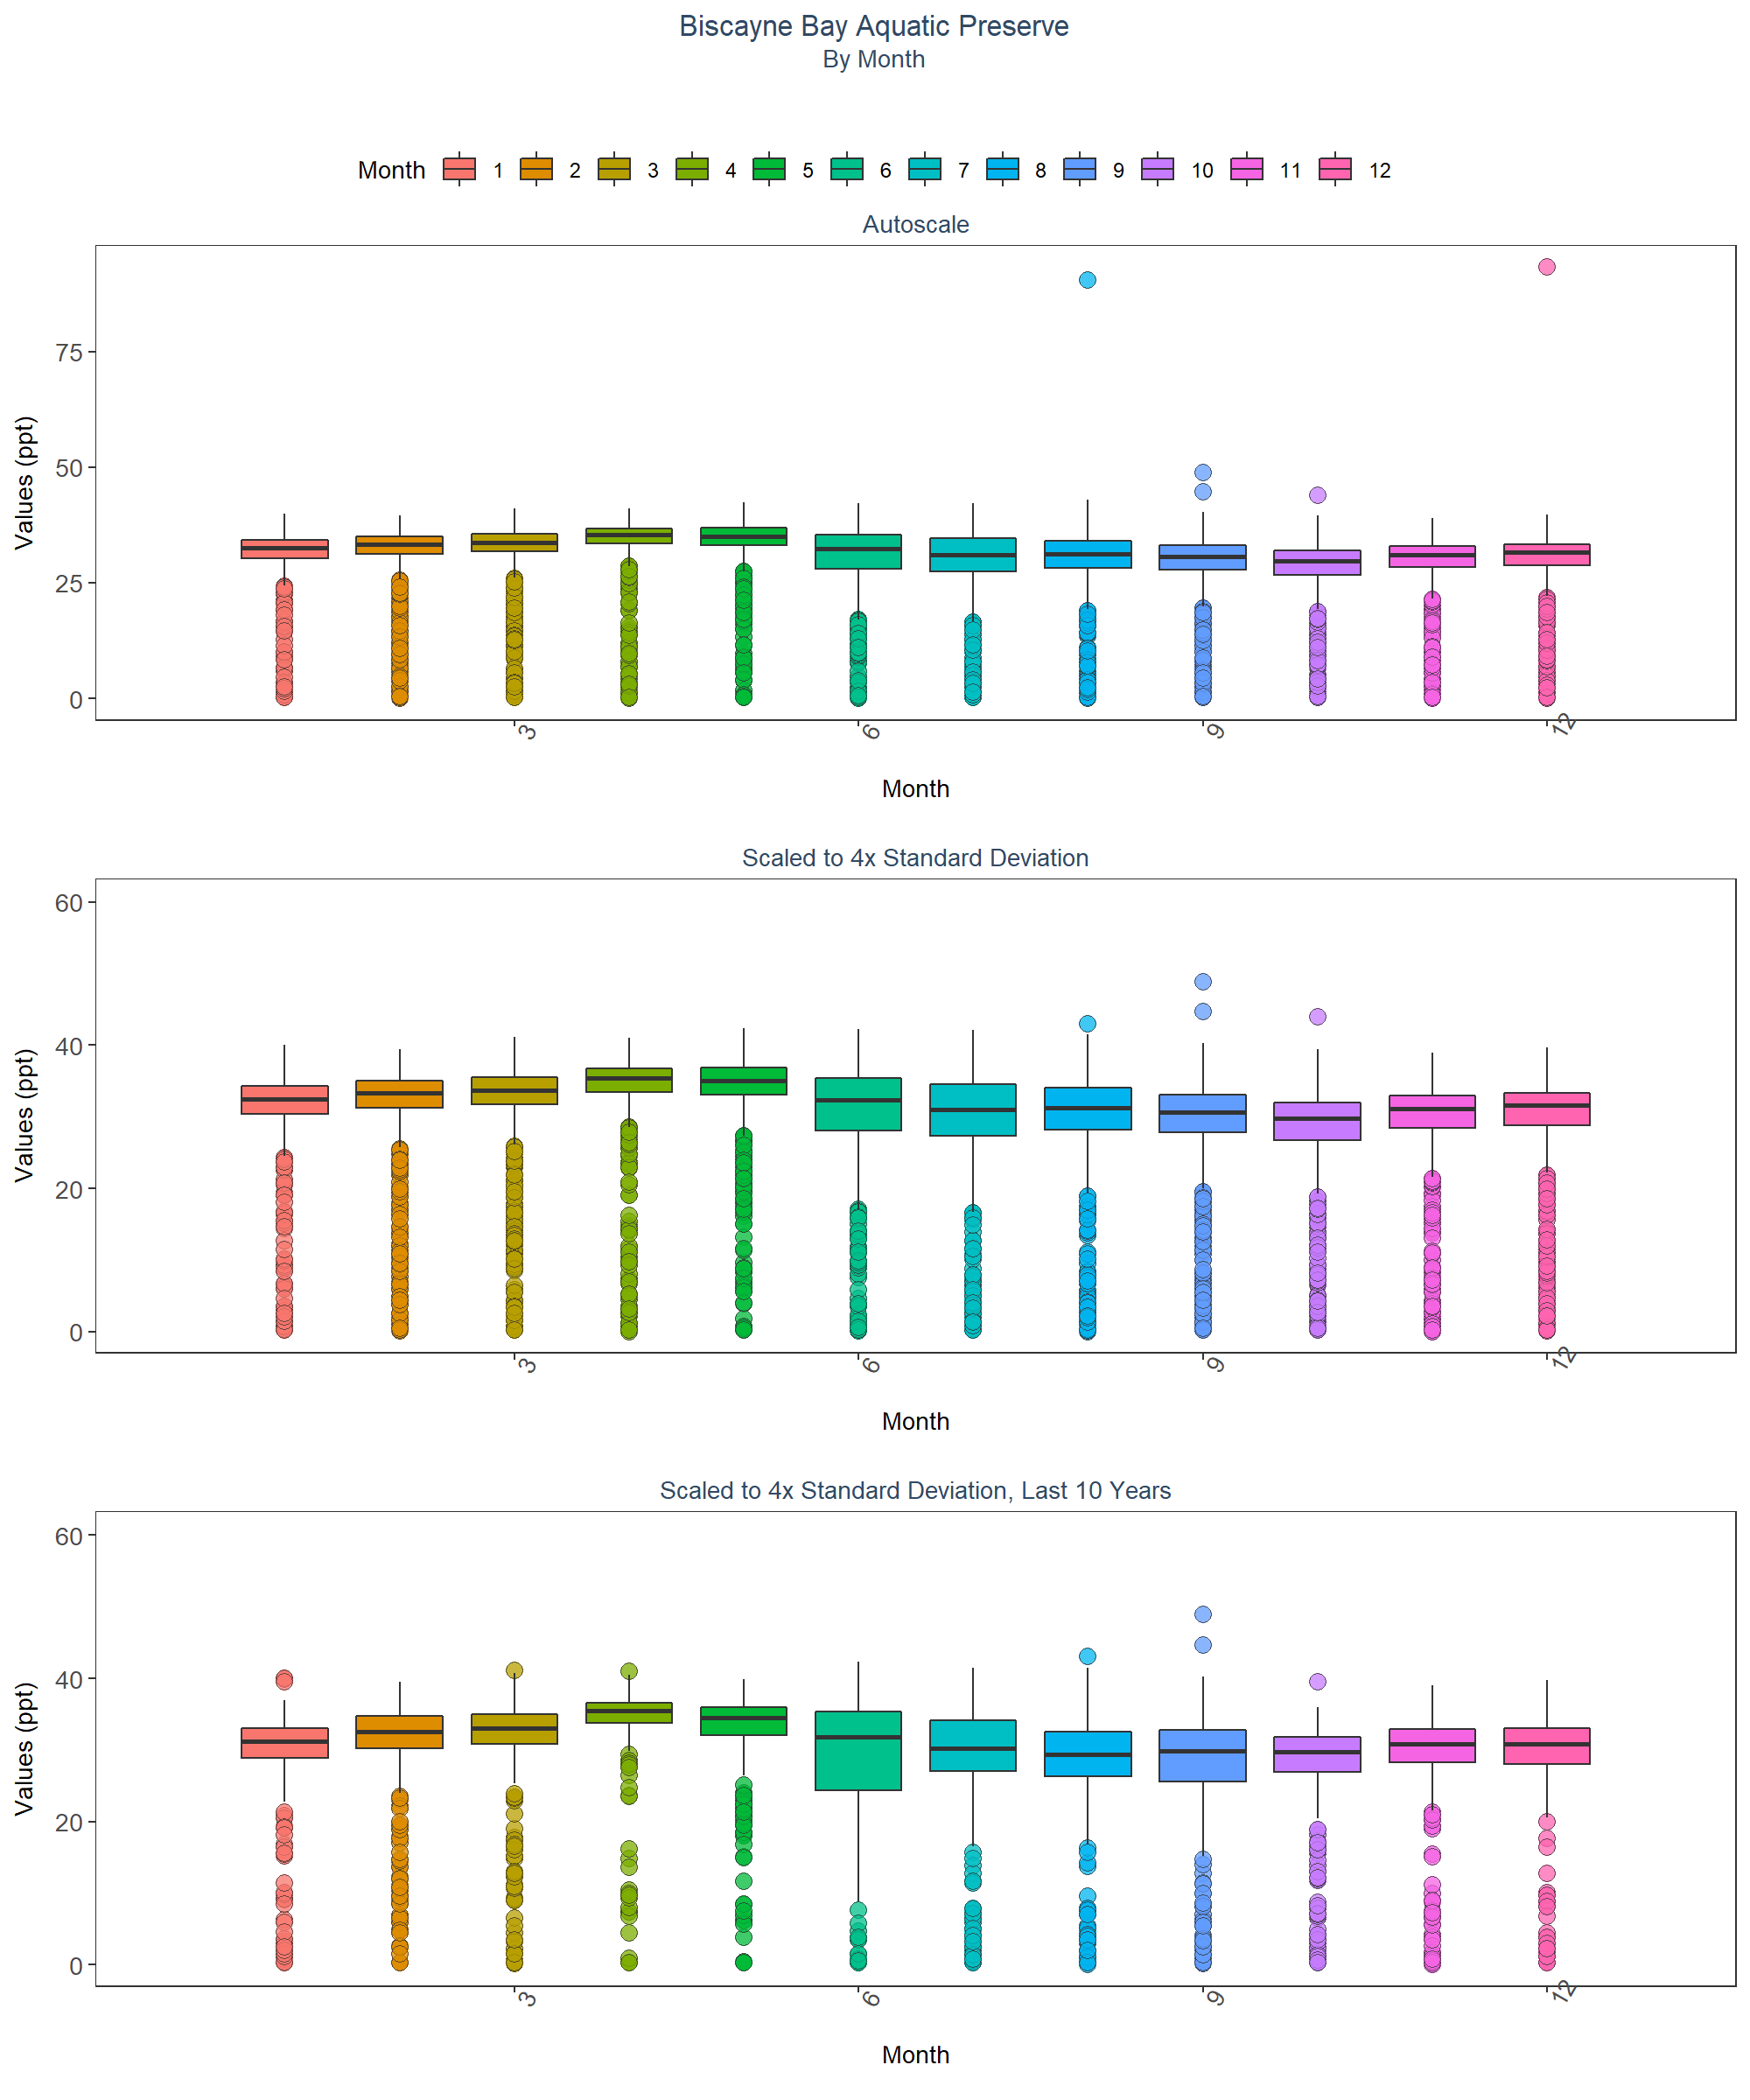 Biscayne Bay Aquatic Preserve
By Month
Month 1 2 3 4 5 6 7 8 9 10 11 12
Autoscale
Values (ppt)
75
50
25
0
3 6 9 12
Month
Scaled to 4x Standard Deviation
Values (ppt)
60
40
20
0
3 6 9 12
Month
Scaled to 4x Standard Deviation, Last 10 Years
Values (ppt)
60
40
20
0
3 6 9 12
Month